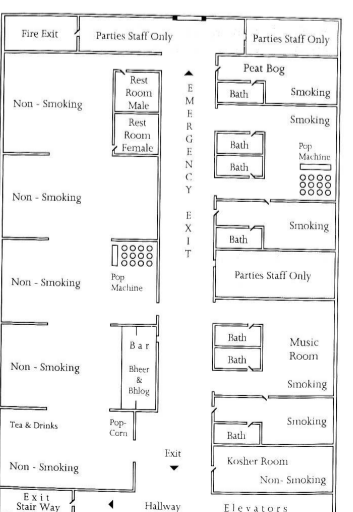 Fire Exit
Parties Staff Only
Parties Staff Only
Peat Bog
Bath
Smoking
Smoking
Rest
Room
Male
Rest
Room
Female
Non - Smoking
EMERGENCY EXIT
Bath
Bath
Pop
Machine
Non - Smoking
Smoking
Bath
Non - Smoking
Pop
Machine
Parties Staff Only
Bar
Bheer
&
Bhlog
Non - Smoking
Bath
Bath
Music
Room
Smoking
Tea & Drinks
Pop-
Corn
Smoking
Bath
Non - Smoking
Exit
Kosher Room
Non- Smoking
Exit
Stair Way
Hallway
Elevators